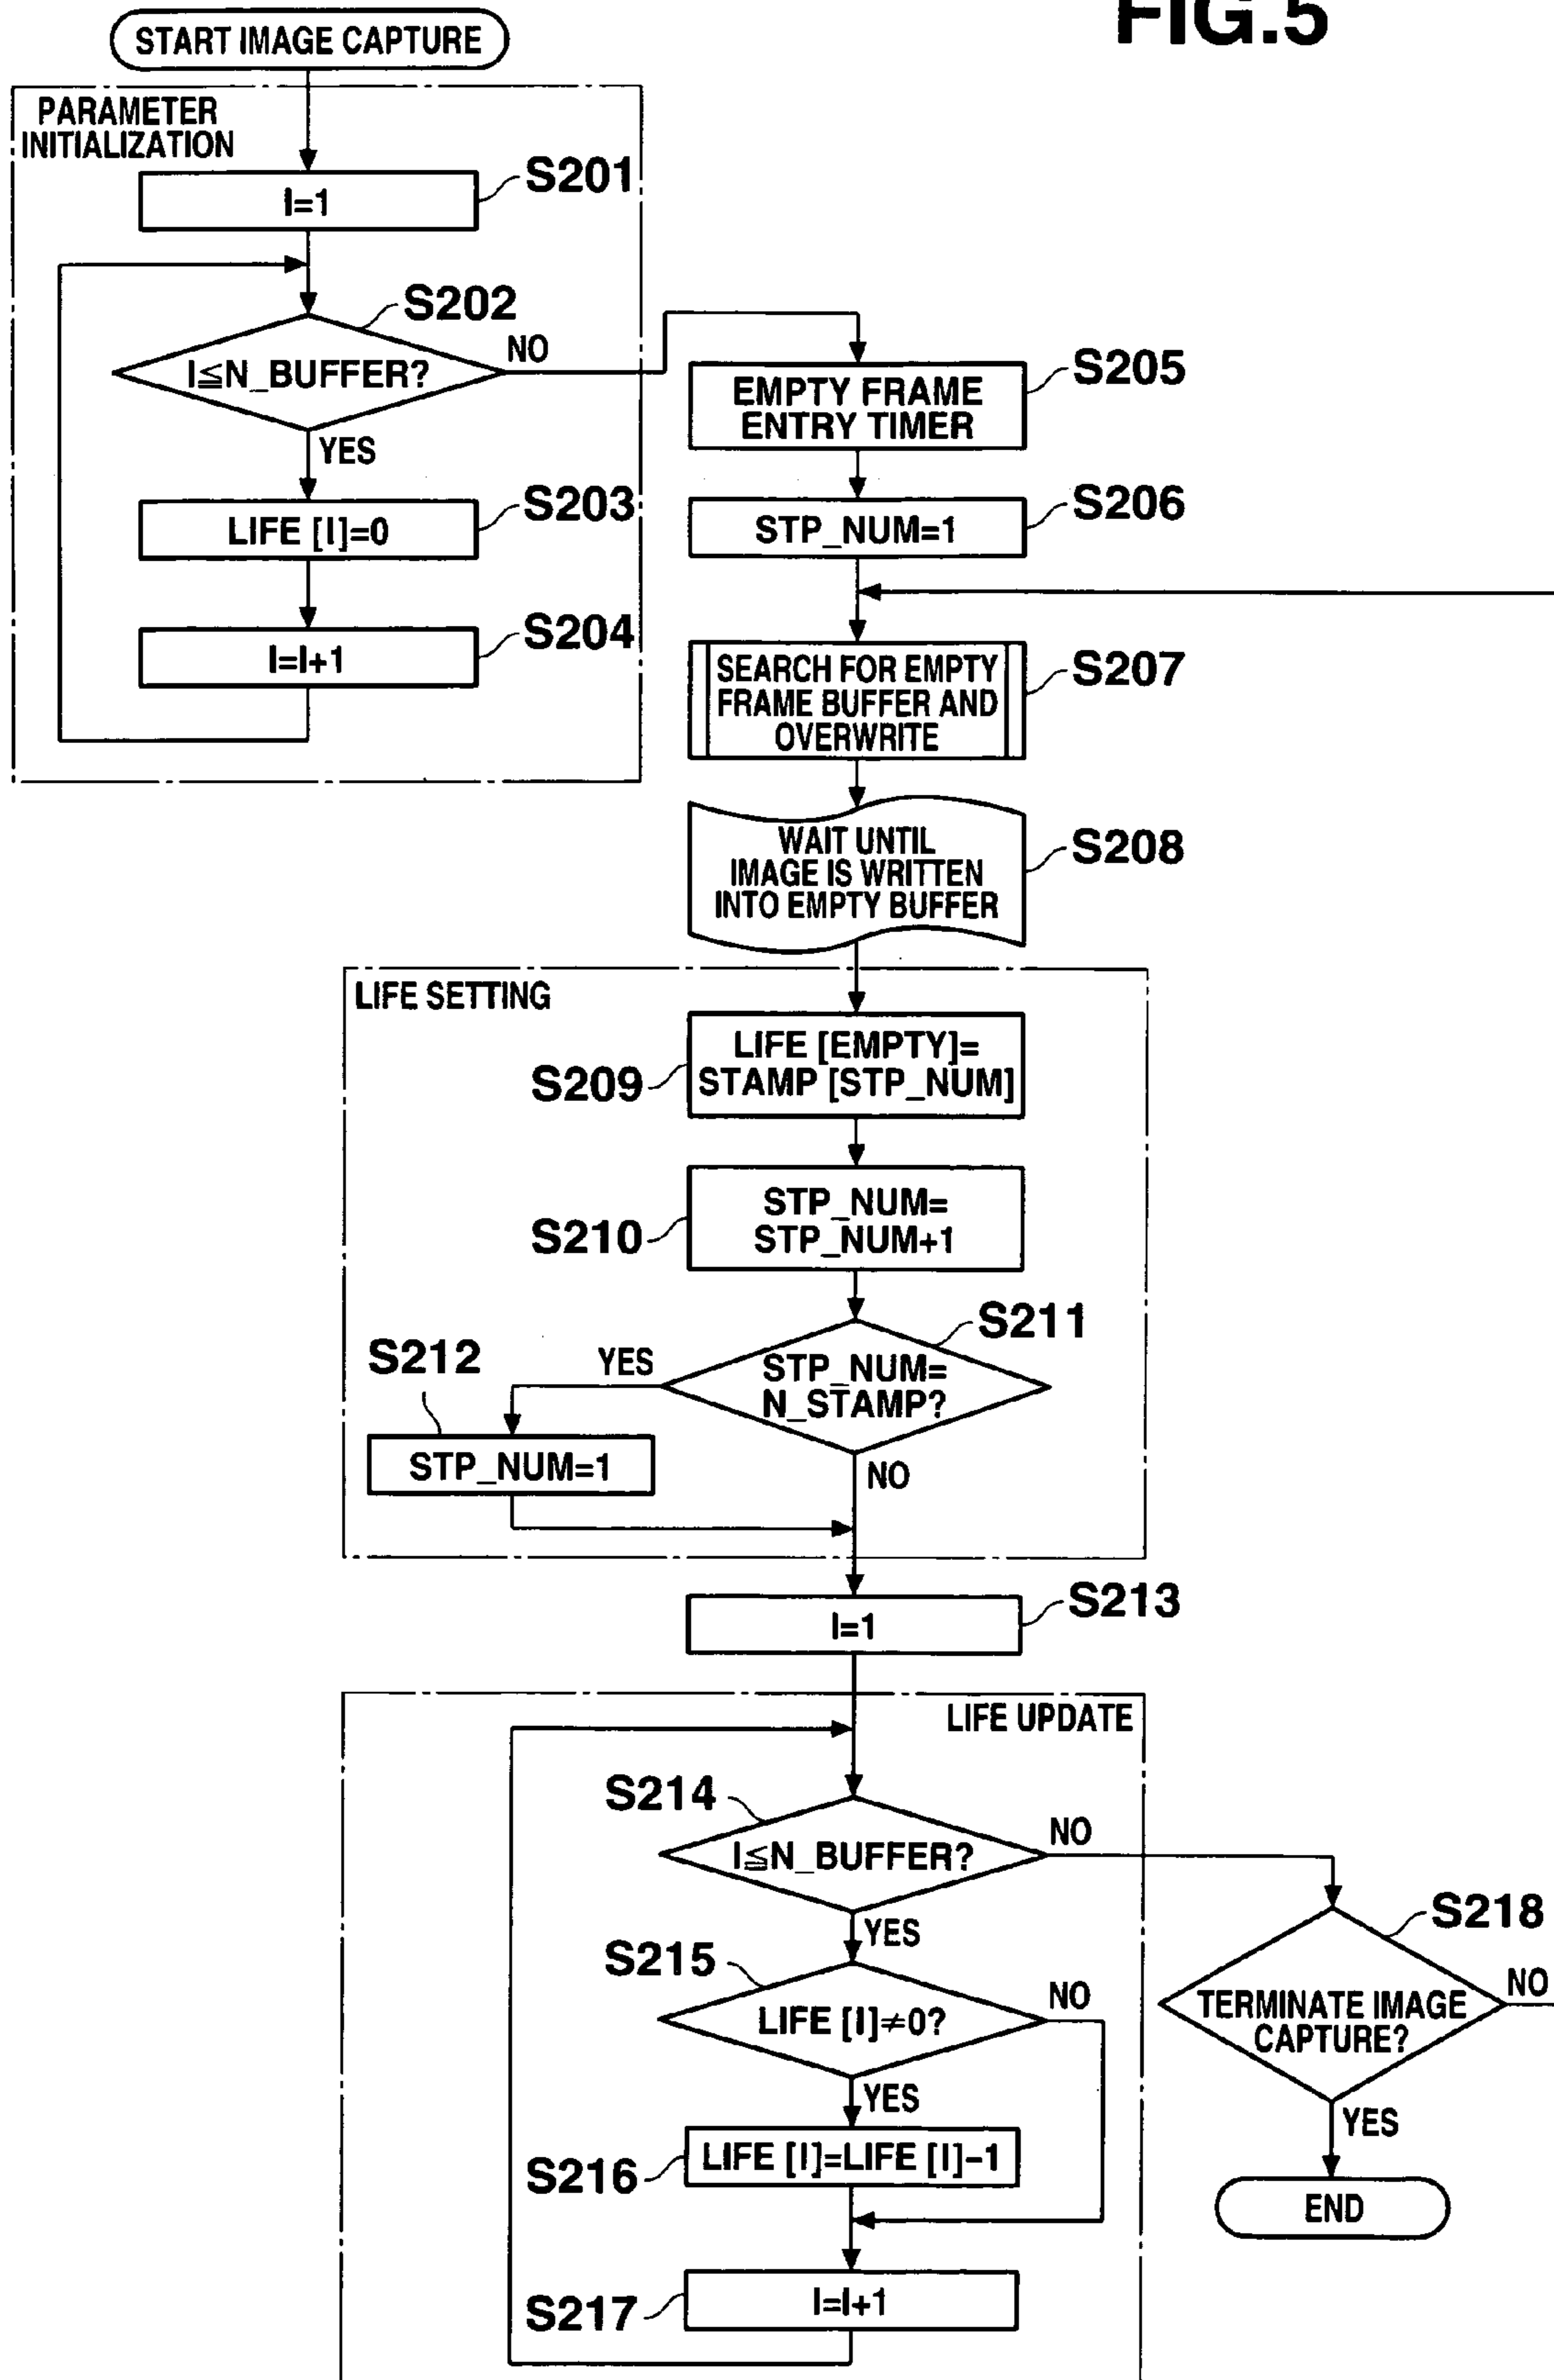 FIG.5
START IMAGE CAPTURE
PARAMETER
INITIALIZATION
S201
I=1
S202
I≦N_BUFFER?
NO
YES
S203
LIFE [I]=0
S204
I=I+1
S205
EMPTY FRAME
ENTRY TIMER
S206
STP_NUM=1
S207
SEARCH FOR EMPTY
FRAME BUFFER AND
OVERWRITE
S208
WAIT UNTIL
IMAGE IS WRITTEN
INTO EMPTY BUFFER
LIFE SETTING
S209
LIFE [EMPTY]=
STAMP [STP_NUM]
S210
STP_NUM=
STP_NUM+1
S211
STP_NUM=
N_STAMP?
YES
S212
STP_NUM=1
NO
S213
I=1
LIFE UPDATE
S214
I≦N_BUFFER?
NO
YES
S215
LIFE [I]≠0?
NO
YES
S216
LIFE [I]=LIFE [I]-1
S217
I=I+1
S218
TERMINATE IMAGE
CAPTURE?
NO
YES
END